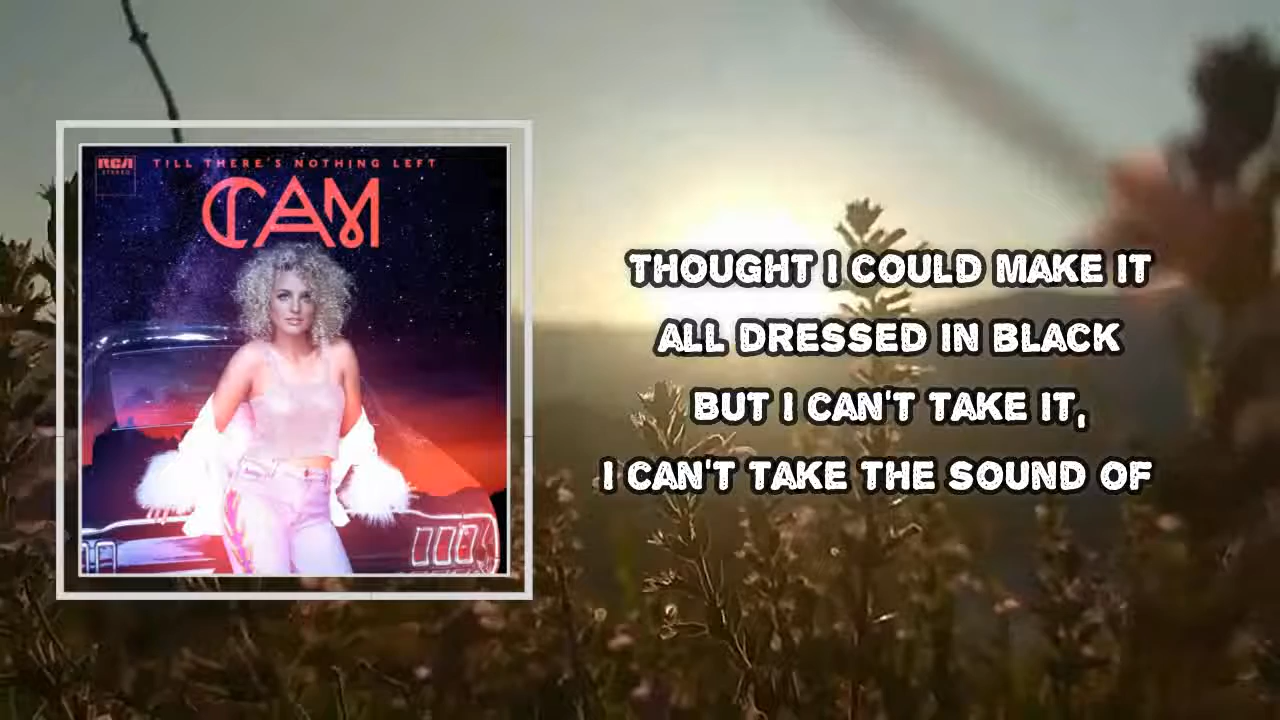 RCA
STEREO
TILL THERE'S NOTHING LEFT
CAM
THOUGHT I COULD MAKE IT
ALL DRESSED IN BLACK
BUT I CAN'T TAKE IT,
I CAN'T TAKE THE SOUND OF